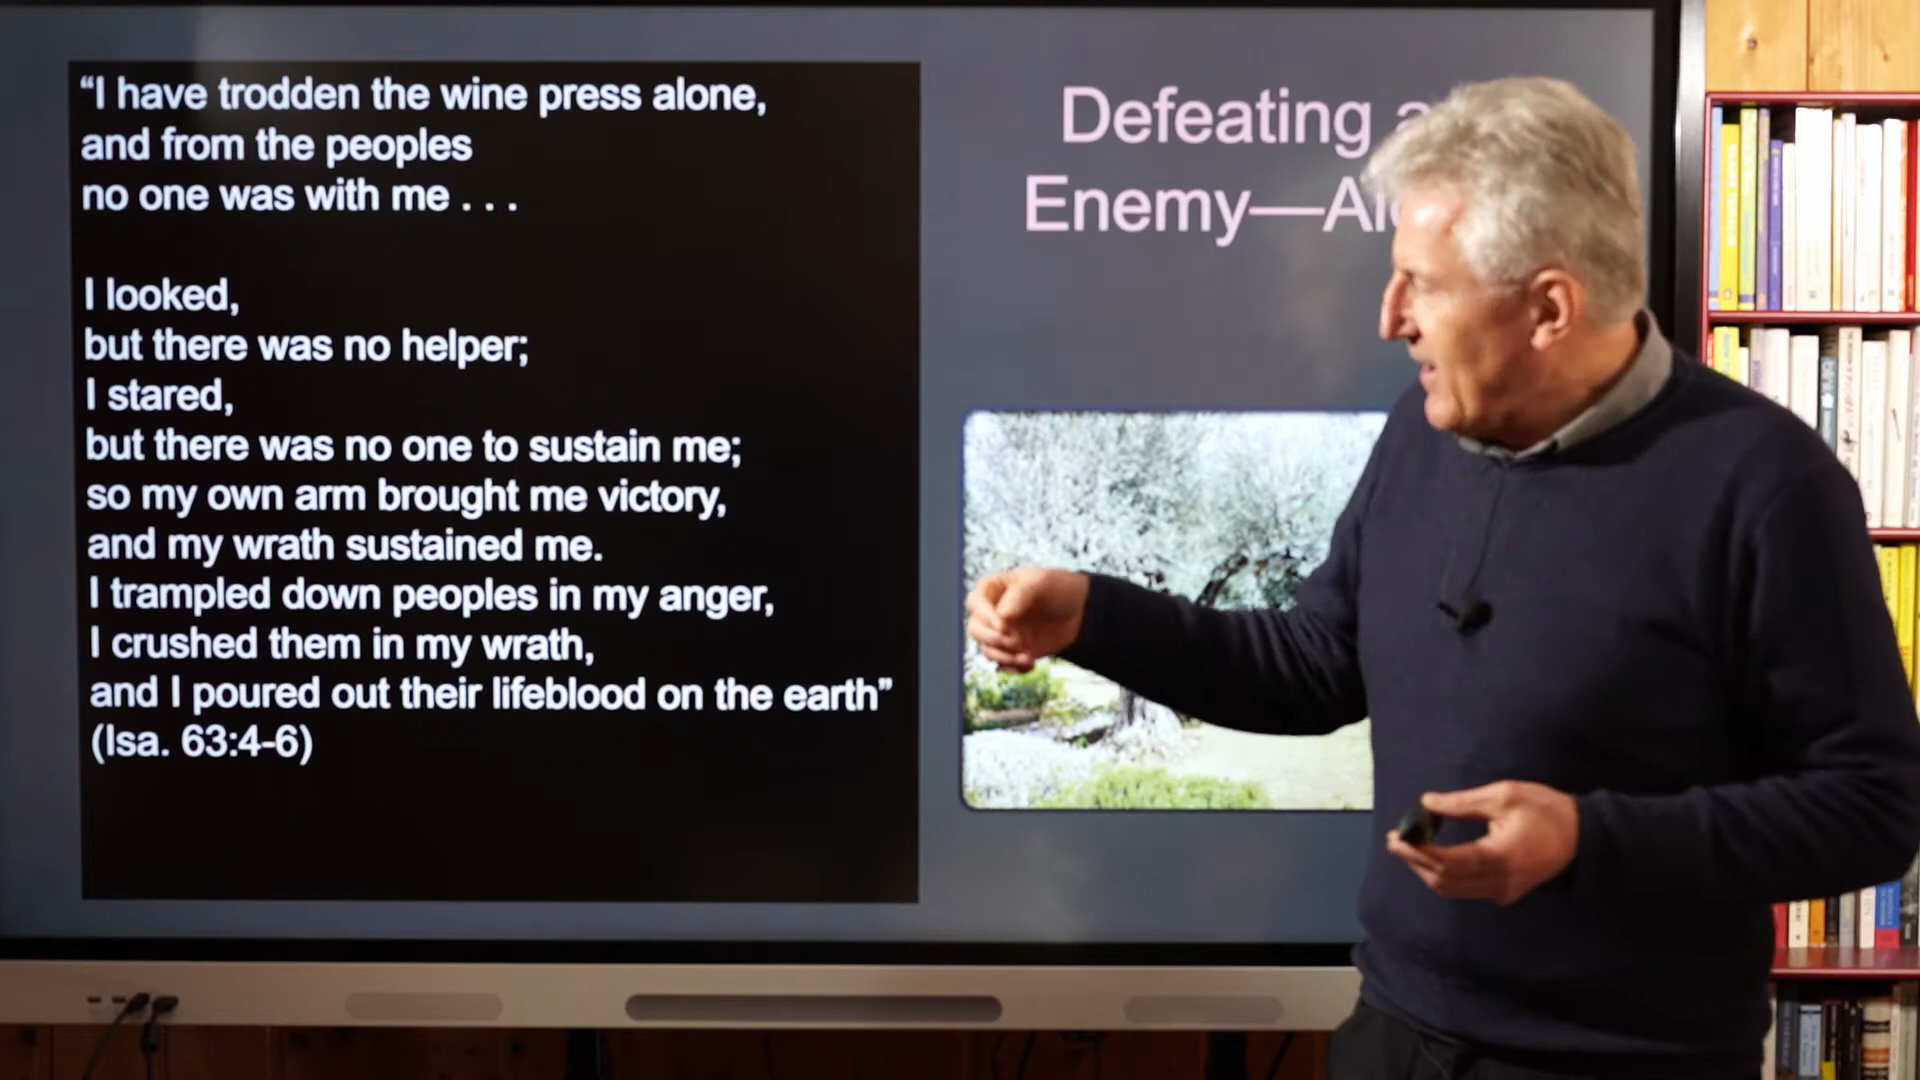 “I have trodden the wine press alone,
and from the peoples
no one was with me . . .
I looked,
but there was no helper;
I stared,
but there was no one to sustain me;
so my own arm brought me victory,
and my wrath sustained me.
I trampled down peoples in my anger,
I crushed them in my wrath,
and I poured out their lifeblood on the earth”
(Isa. 63:4-6)
Defeating
Enemy—